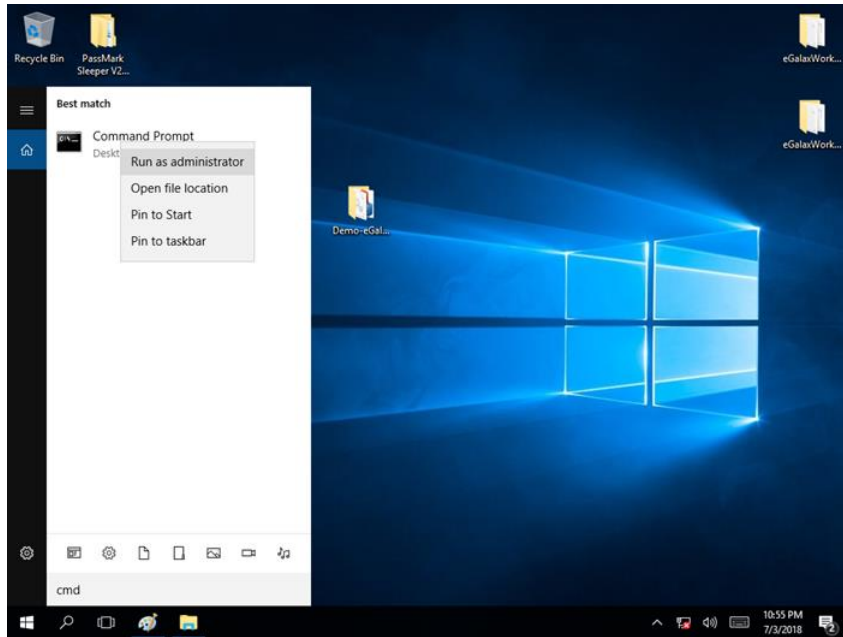 Recycle Bin
PassMark
Sleeper V2...
eGalaxWork...
eGalaxWork...
Demo-eGal...
Best match
Command Prompt
Deskt
Run as administrator
Open file location
Pin to Start
Pin to taskbar
cmd
10:55 PM
7/3/2018
2